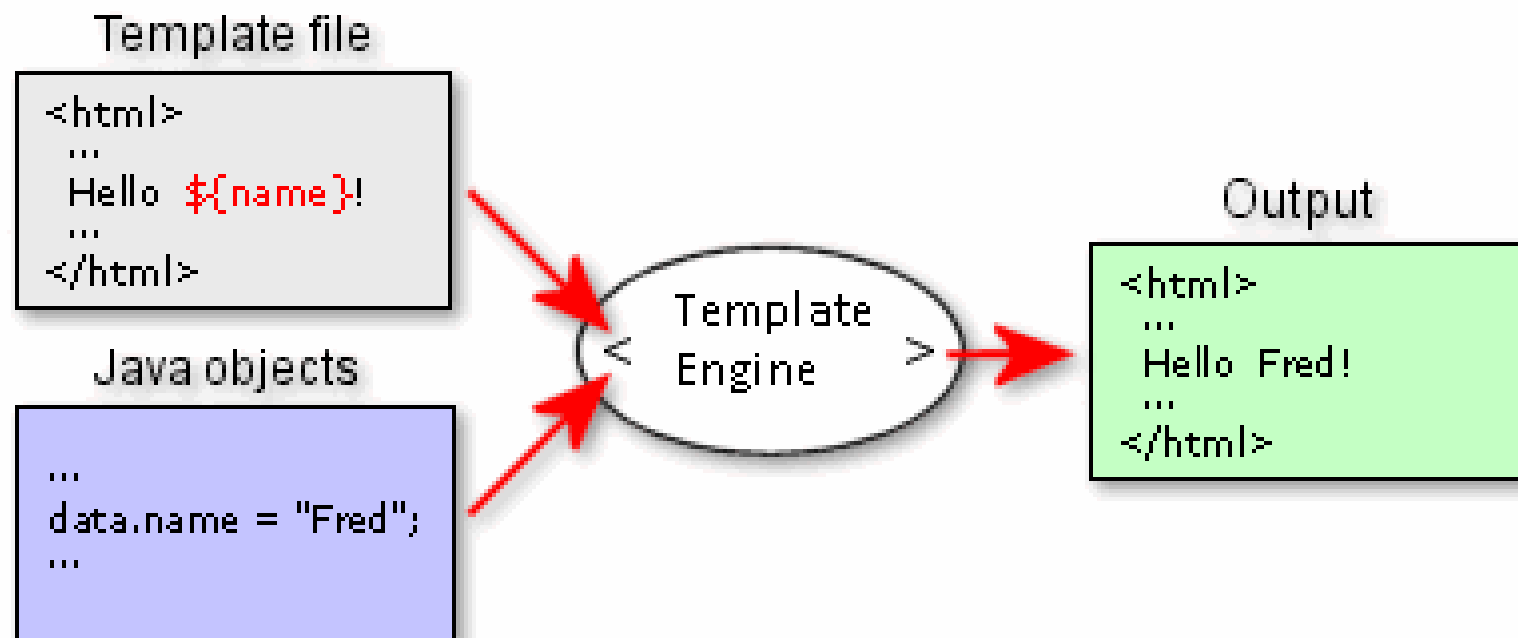 Template file
<html>
...
Hello ${name}!
...
</html>
Java objects
...
data.name = "Fred";
...
< Template >
Engine
Output
<html>
...
Hello Fred!
...
</html>